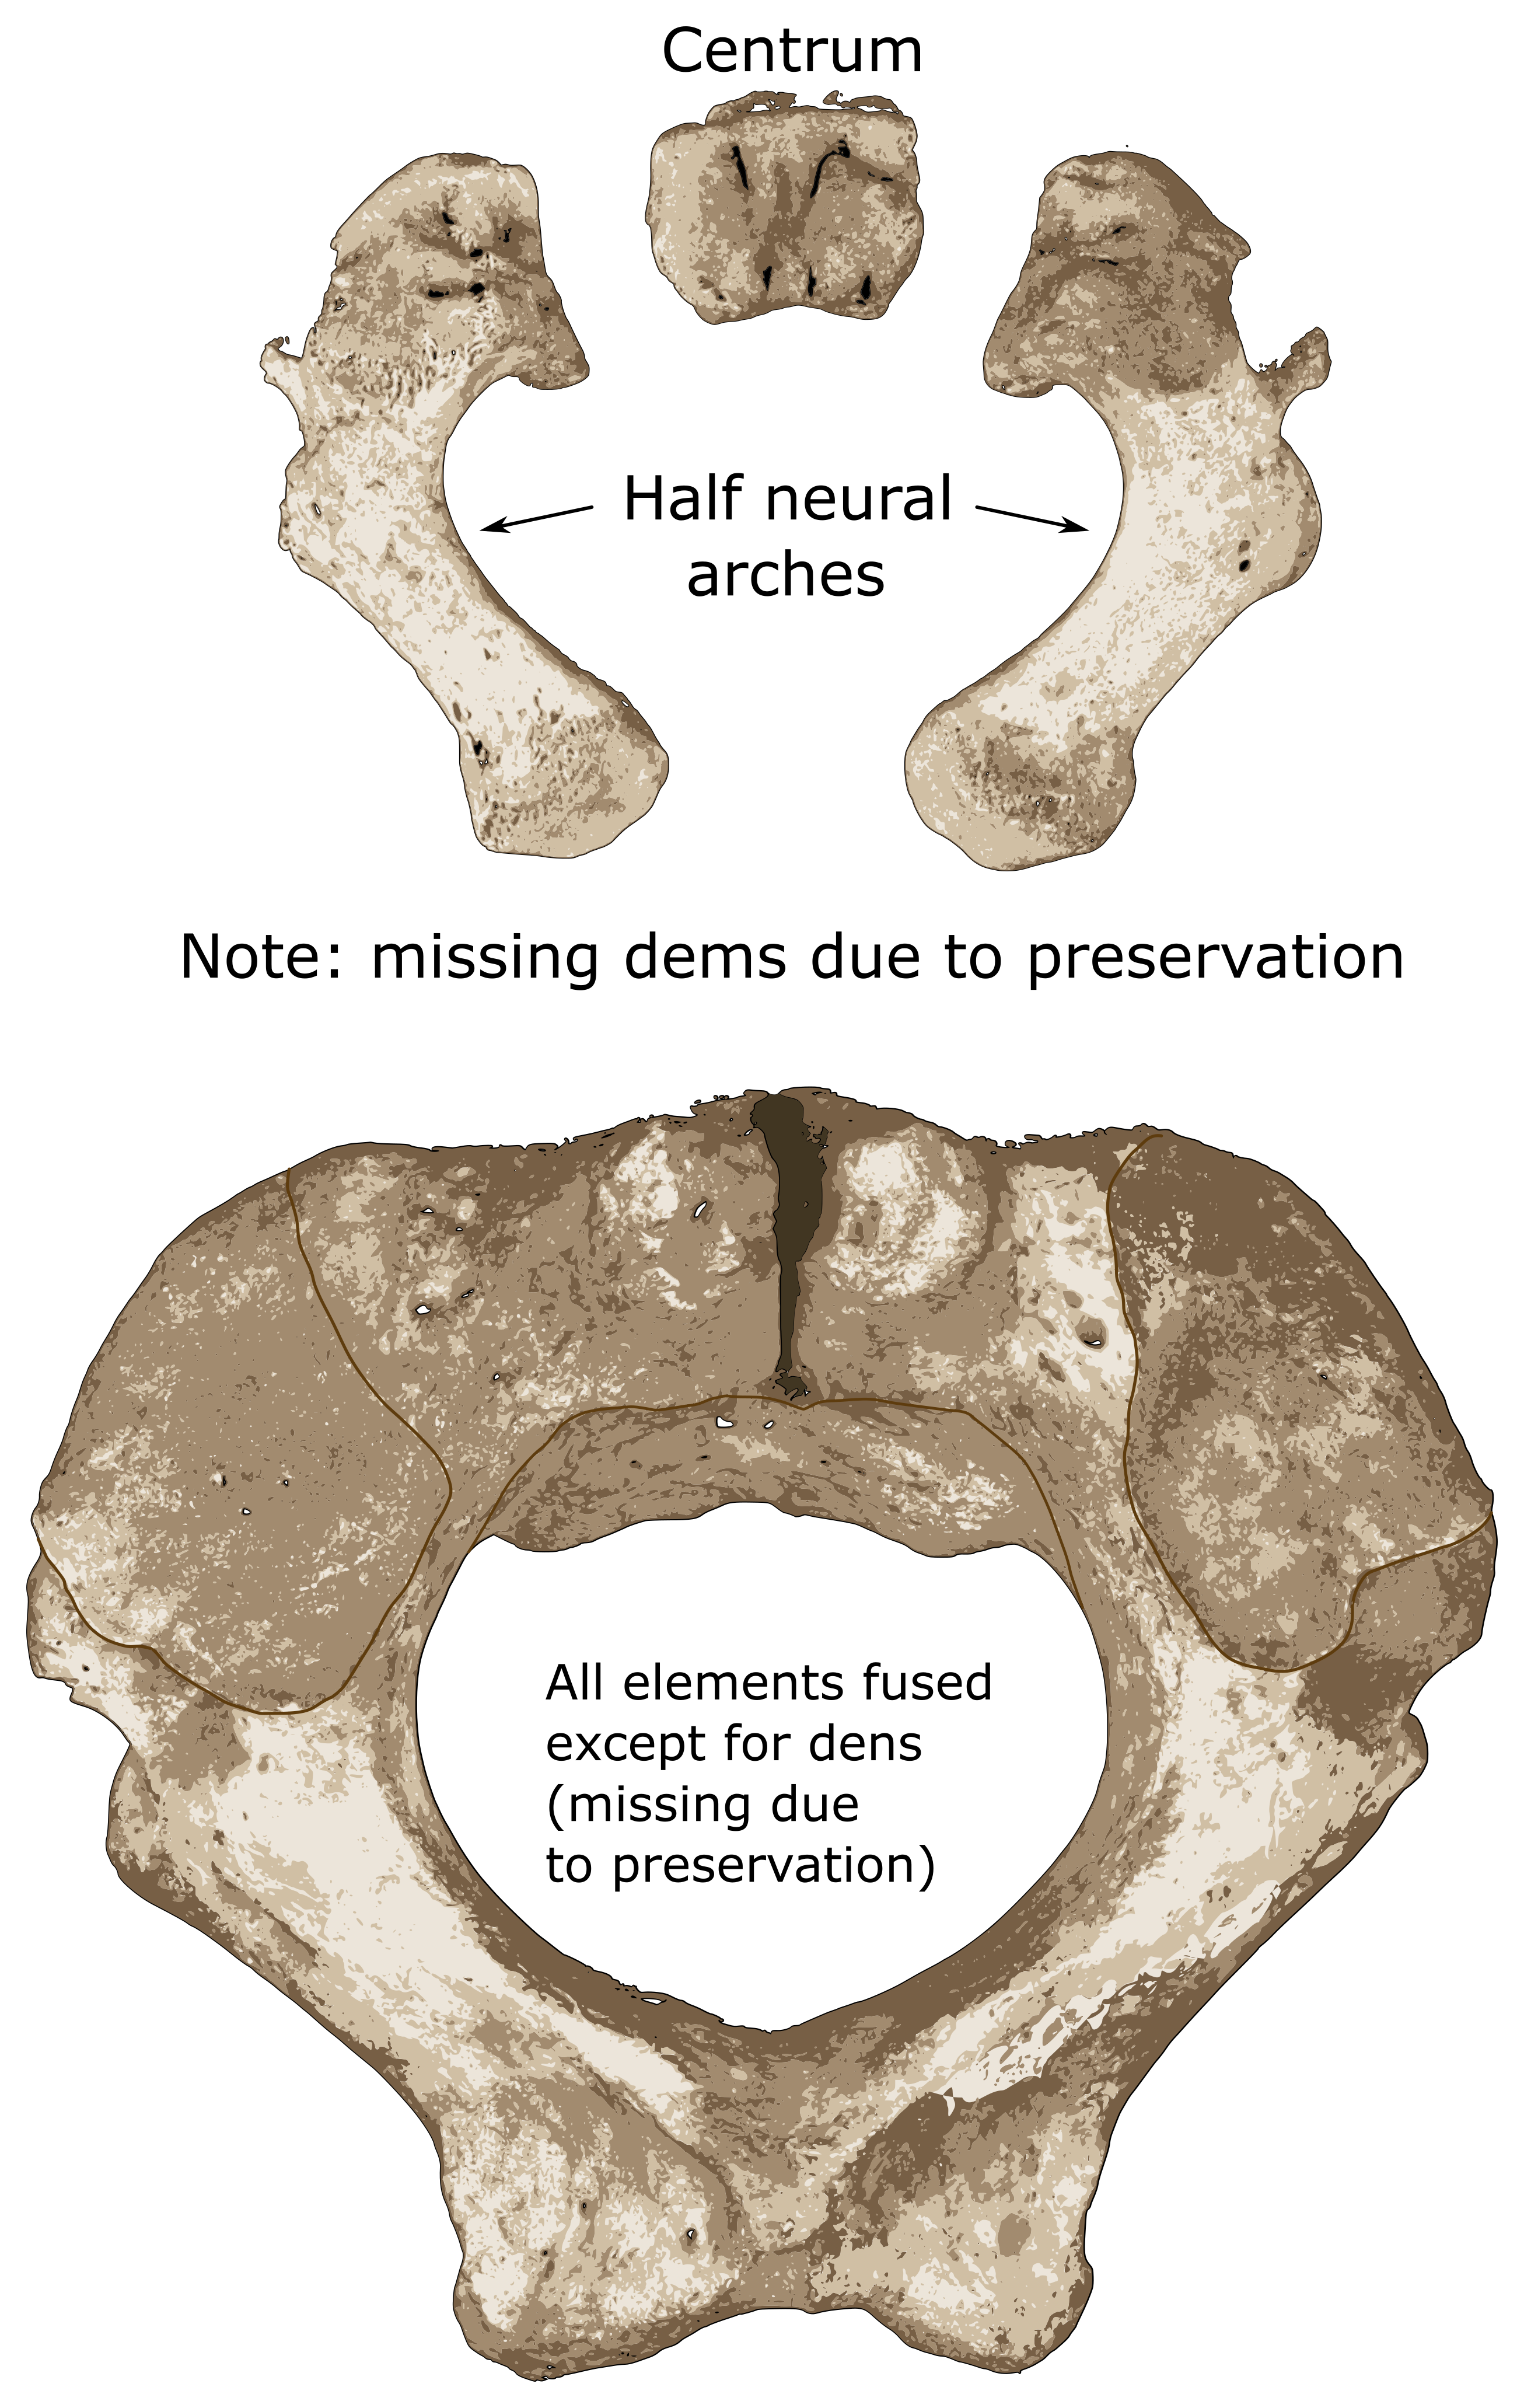 Centrum
Half neural
arches
Note: missing dems due to preservation
All elements fused
except for dens
(missing due
to preservation)